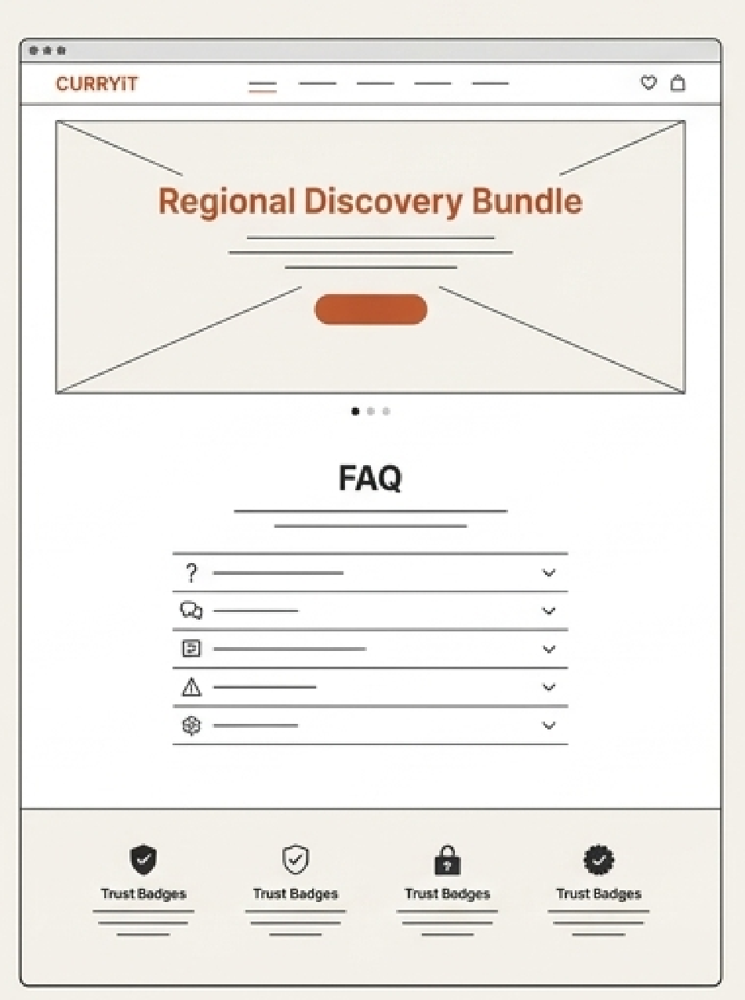 CURRYiT
Regional Discovery Bundle
FAQ
?
Trust Badges
Trust Badges
Trust Badges
Trust Badges